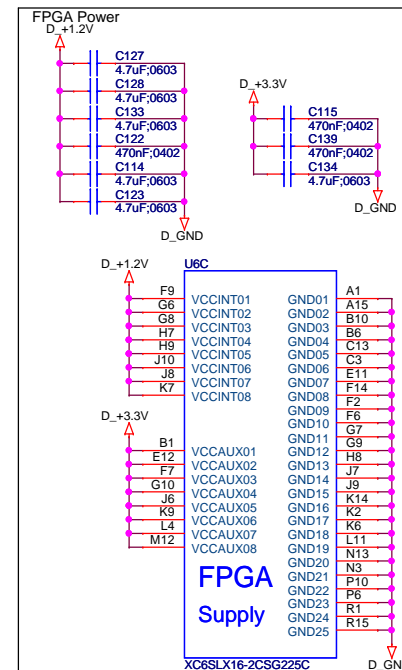 FPGA Power
D_+1.2V
C127
4.7uF;0603
C128
4.7uF;0603
C133
4.7uF;0603
C122
470nF;0402
C114
4.7uF;0603
C123
4.7uF;0603
D_GND
D_+3.3V
C115
470nF;0402
C139
470nF;0402
C134
4.7uF;0603
D_GND
D_+1.2V
U6C
F9 VCCINT01 GND01 A1
G6 VCCINT02 GND02 A15
G8 VCCINT03 GND03 B10
H7 VCCINT04 GND04 B6
H9 VCCINT05 GND05 C13
J10 VCCINT06 GND06 C3
J8 VCCINT07 GND07 E11
K7 VCCINT08 GND08 F14
GND09 F2
GND10 F6
D_+3.3V
GND11 G7
B1 VCCAUX01 GND12 G9
E12 VCCAUX02 GND13 H8
F7 VCCAUX03 GND14 J7
G10 VCCAUX04 GND15 J9
J6 VCCAUX05 GND16 K14
K9 VCCAUX06 GND17 K2
L4 VCCAUX07 GND18 K6
M12 VCCAUX08 GND19 L11
GND20 N13
GND21 N3
GND22 P10
GND23 P6
GND24 R1
GND25 R15
FPGA
Supply
XC6SLX16-2CSG225C
D_GN